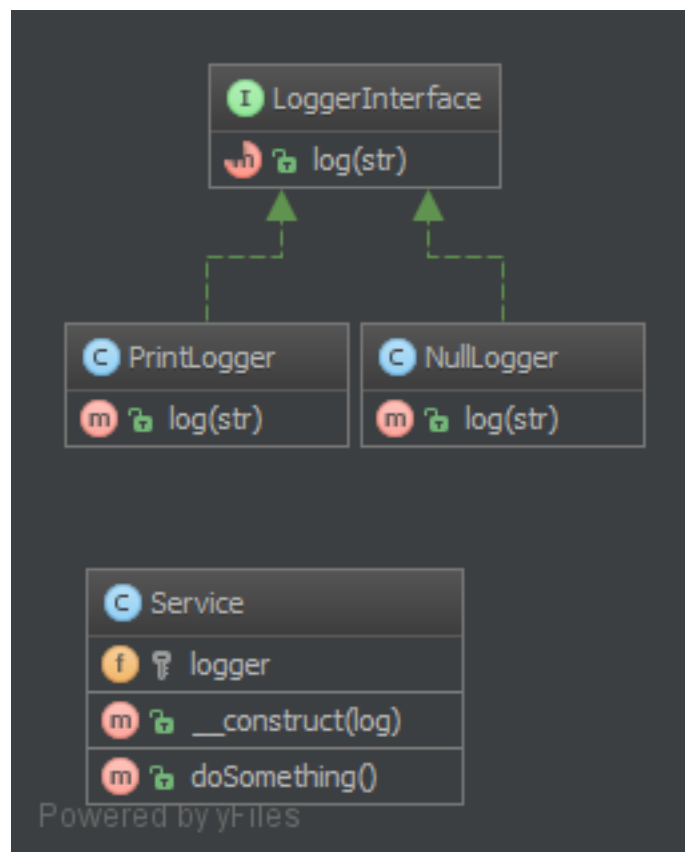 I LoggerInterface
m log(str)
C PrintLogger
m log(str)
C NullLogger
m log(str)
C Service
f logger
m __construct(log)
m doSomething()
Powered by yFiles